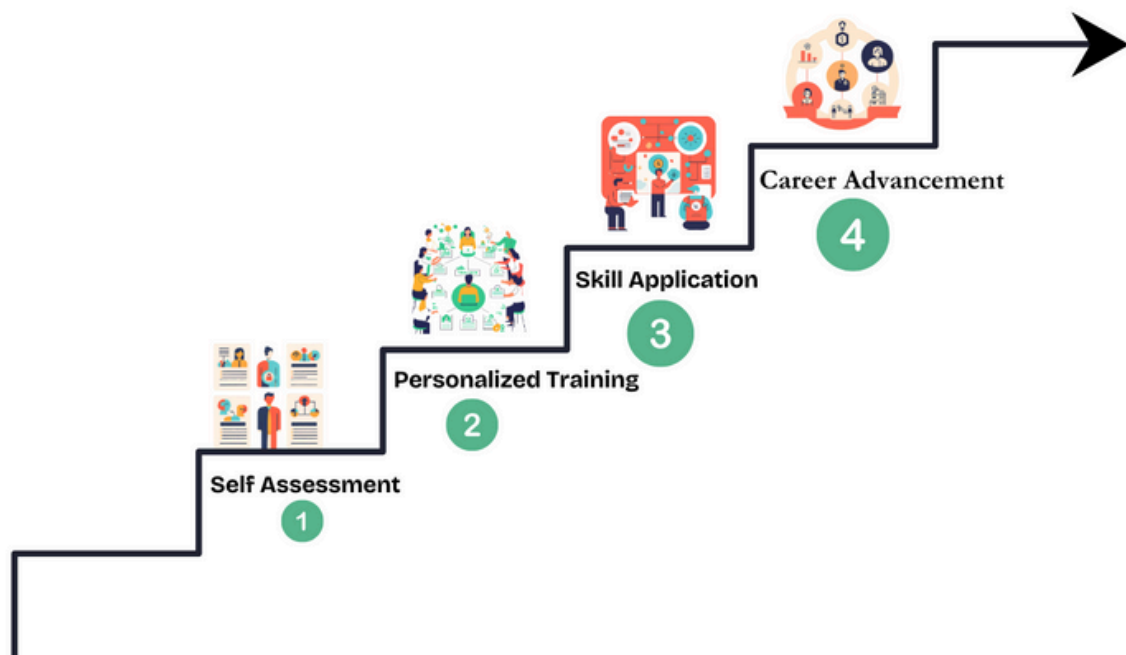 Self Assessment
1
Personalized Training
2
Skill Application
3
Career Advancement
4